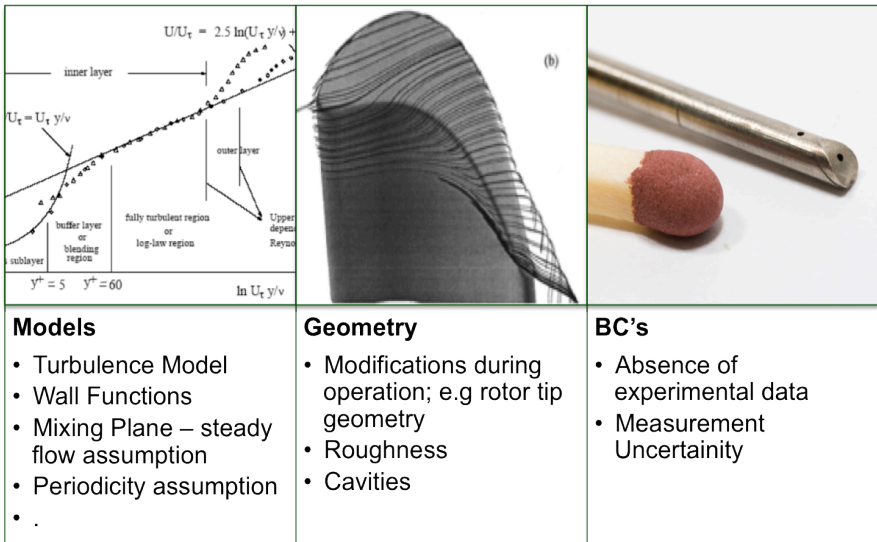 U/Uτ = 2.5 ln(Uτ y/ν) +
inner layer
/Uτ = Uτ y/ν
outer layer
buffer layer
or
blending
region
fully turbulent region
or
log-law region
Upper
depend
Reyno
s sublayer
y+ = 5 y+ = 60
ln Uτ y/ν
(b)
Models
• Turbulence Model
• Wall Functions
• Mixing Plane – steady
flow assumption
• Periodicity assumption
• .
Geometry
• Modifications during
operation; e.g rotor tip
geometry
• Roughness
• Cavities
BC's
• Absence of
experimental data
• Measurement
Uncertainity